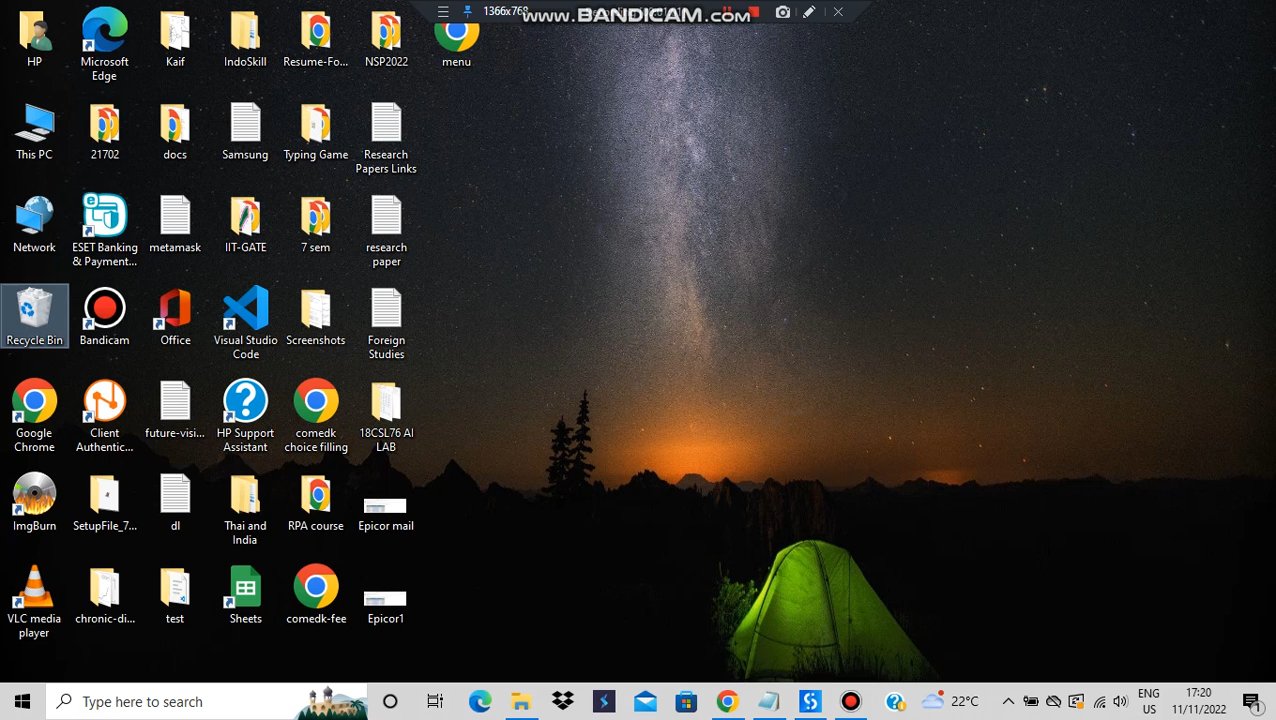 1366x768
www.BANDICAM.com
HP
Microsoft
Edge
Kaif
IndoSkill
Resume-Fo...
NSP2022
menu
This PC
21702
docs
Samsung
Typing Game
Research
Papers Links
Network
ESET Banking
& Payment...
metamask
IIT-GATE
7 sem
research
paper
Recycle Bin
Bandicam
Office
Visual Studio
Code
Screenshots
Foreign
Studies
Google
Chrome
Client
Authentic...
future-visi...
HP Support
Assistant
comedk
choice filling
18CSL76 AI
LAB
ImgBurn
SetupFile_7...
dl
Thai and
India
RPA course
Epicor mail
VLC media
player
chronic-di...
test
Sheets
comedk-fee
Epicor1
Type here to search
22°C
ENG
US
17:20
11/11/2022
1